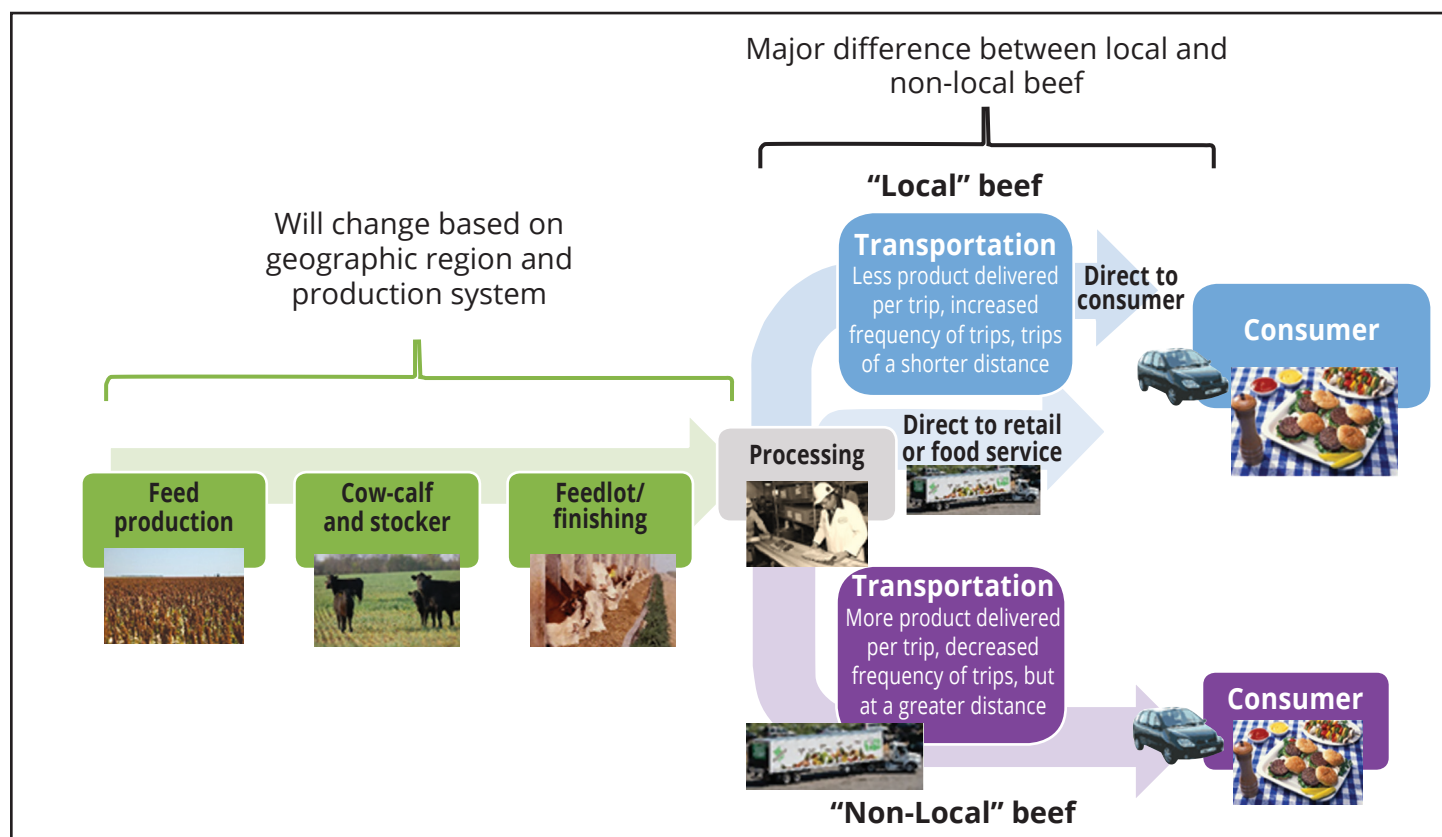 Major difference between local and
non-local beef
“Local” beef
Will change based on
geographic region and
production system
Transportation
Less product delivered
per trip, increased
frequency of trips, trips
of a shorter distance
Direct to
consumer
Consumer
Direct to retail
or food service
Processing
Feed
production
Cow-calf
and stocker
Feedlot/
finishing
Transportation
More product delivered
per trip, decreased
frequency of trips, but
at a greater distance
Consumer
“Non-Local” beef